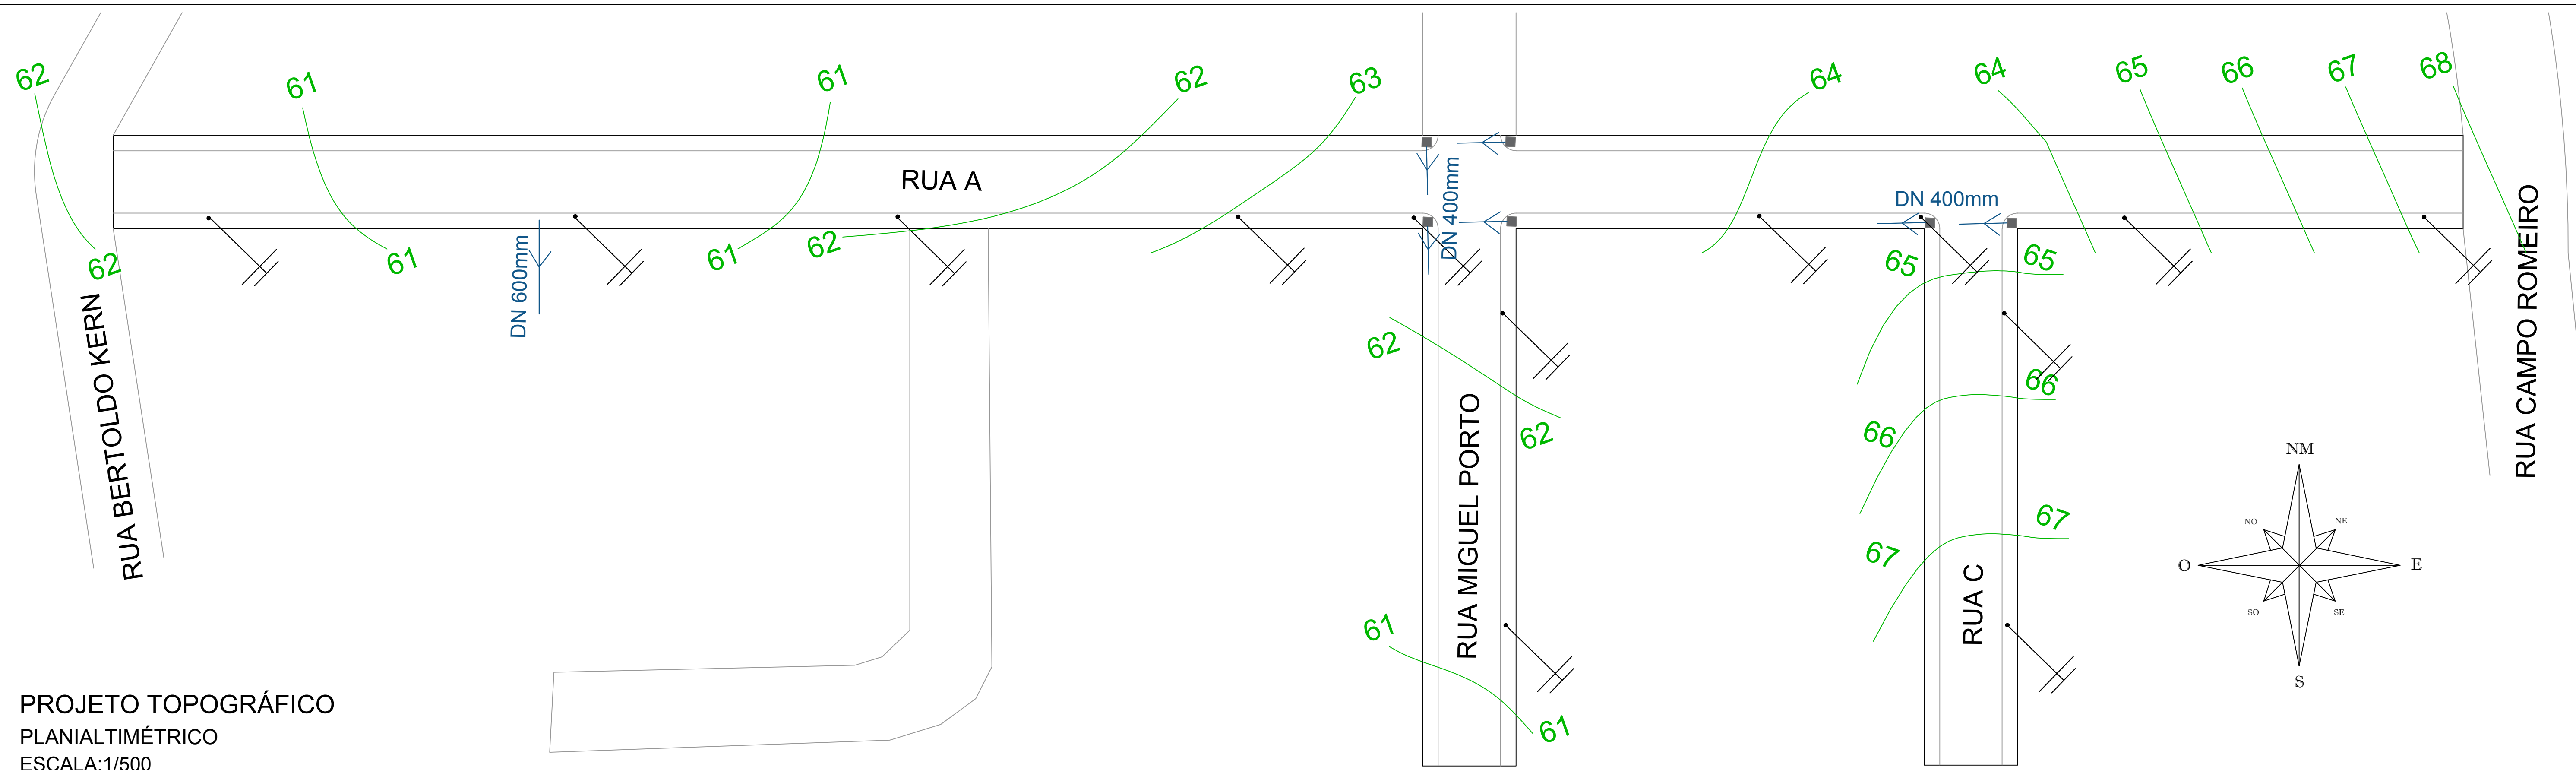 62
61
61
62
63
64
64
65
66
67
68
RUA A
DN 400mm
DN 400mm
DN 600mm
62
61
61
62
65
65
RUA BERTOLDO KERN
RUA CAMPO ROMEIRO
62
62
66
66
RUA MIGUEL PORTO
67
67
RUA C
61
61
NM
NO
NE
O
E
SO
SE
S
PROJETO TOPOGRÁFICO
PLANIALTIMÉTRICO
ESCALA:1/500